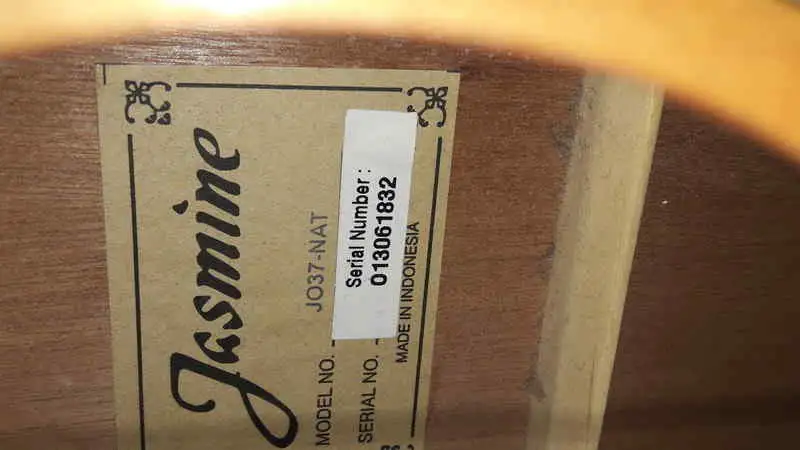 Jasmine
MODEL NO. JO37-NAT
Serial Number :
013061832
SERIAL NO.
MADE IN INDONESIA